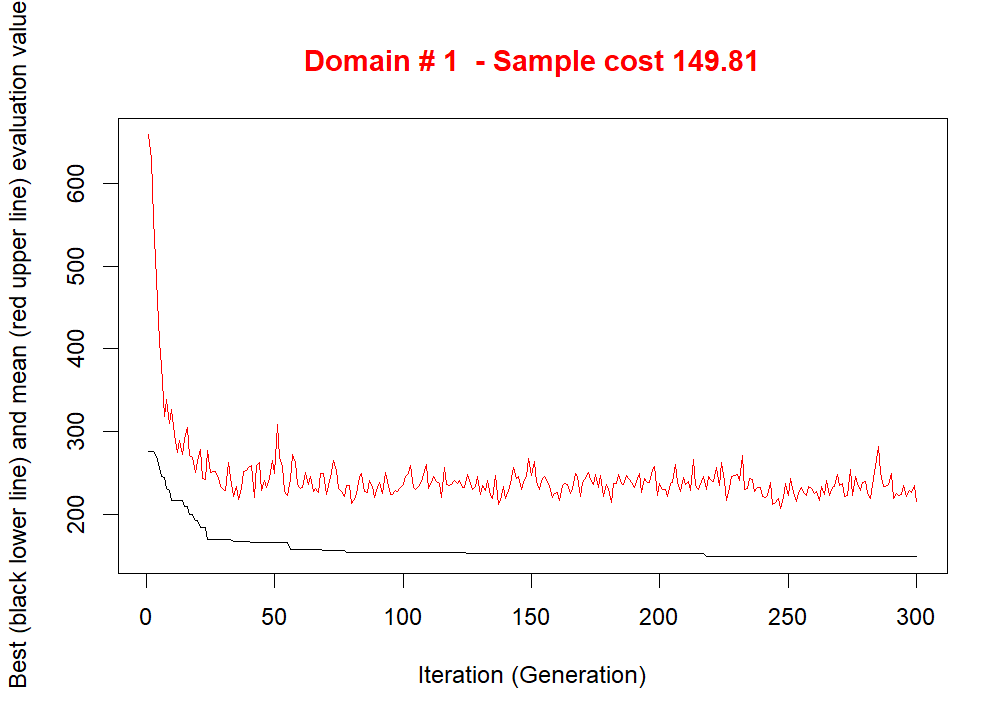 Domain # 1  - Sample cost 149.81
Best (black lower line) and mean (red upper line) evaluation value
600
500
400
300
200
0 50 100 150 200 250 300
Iteration (Generation)